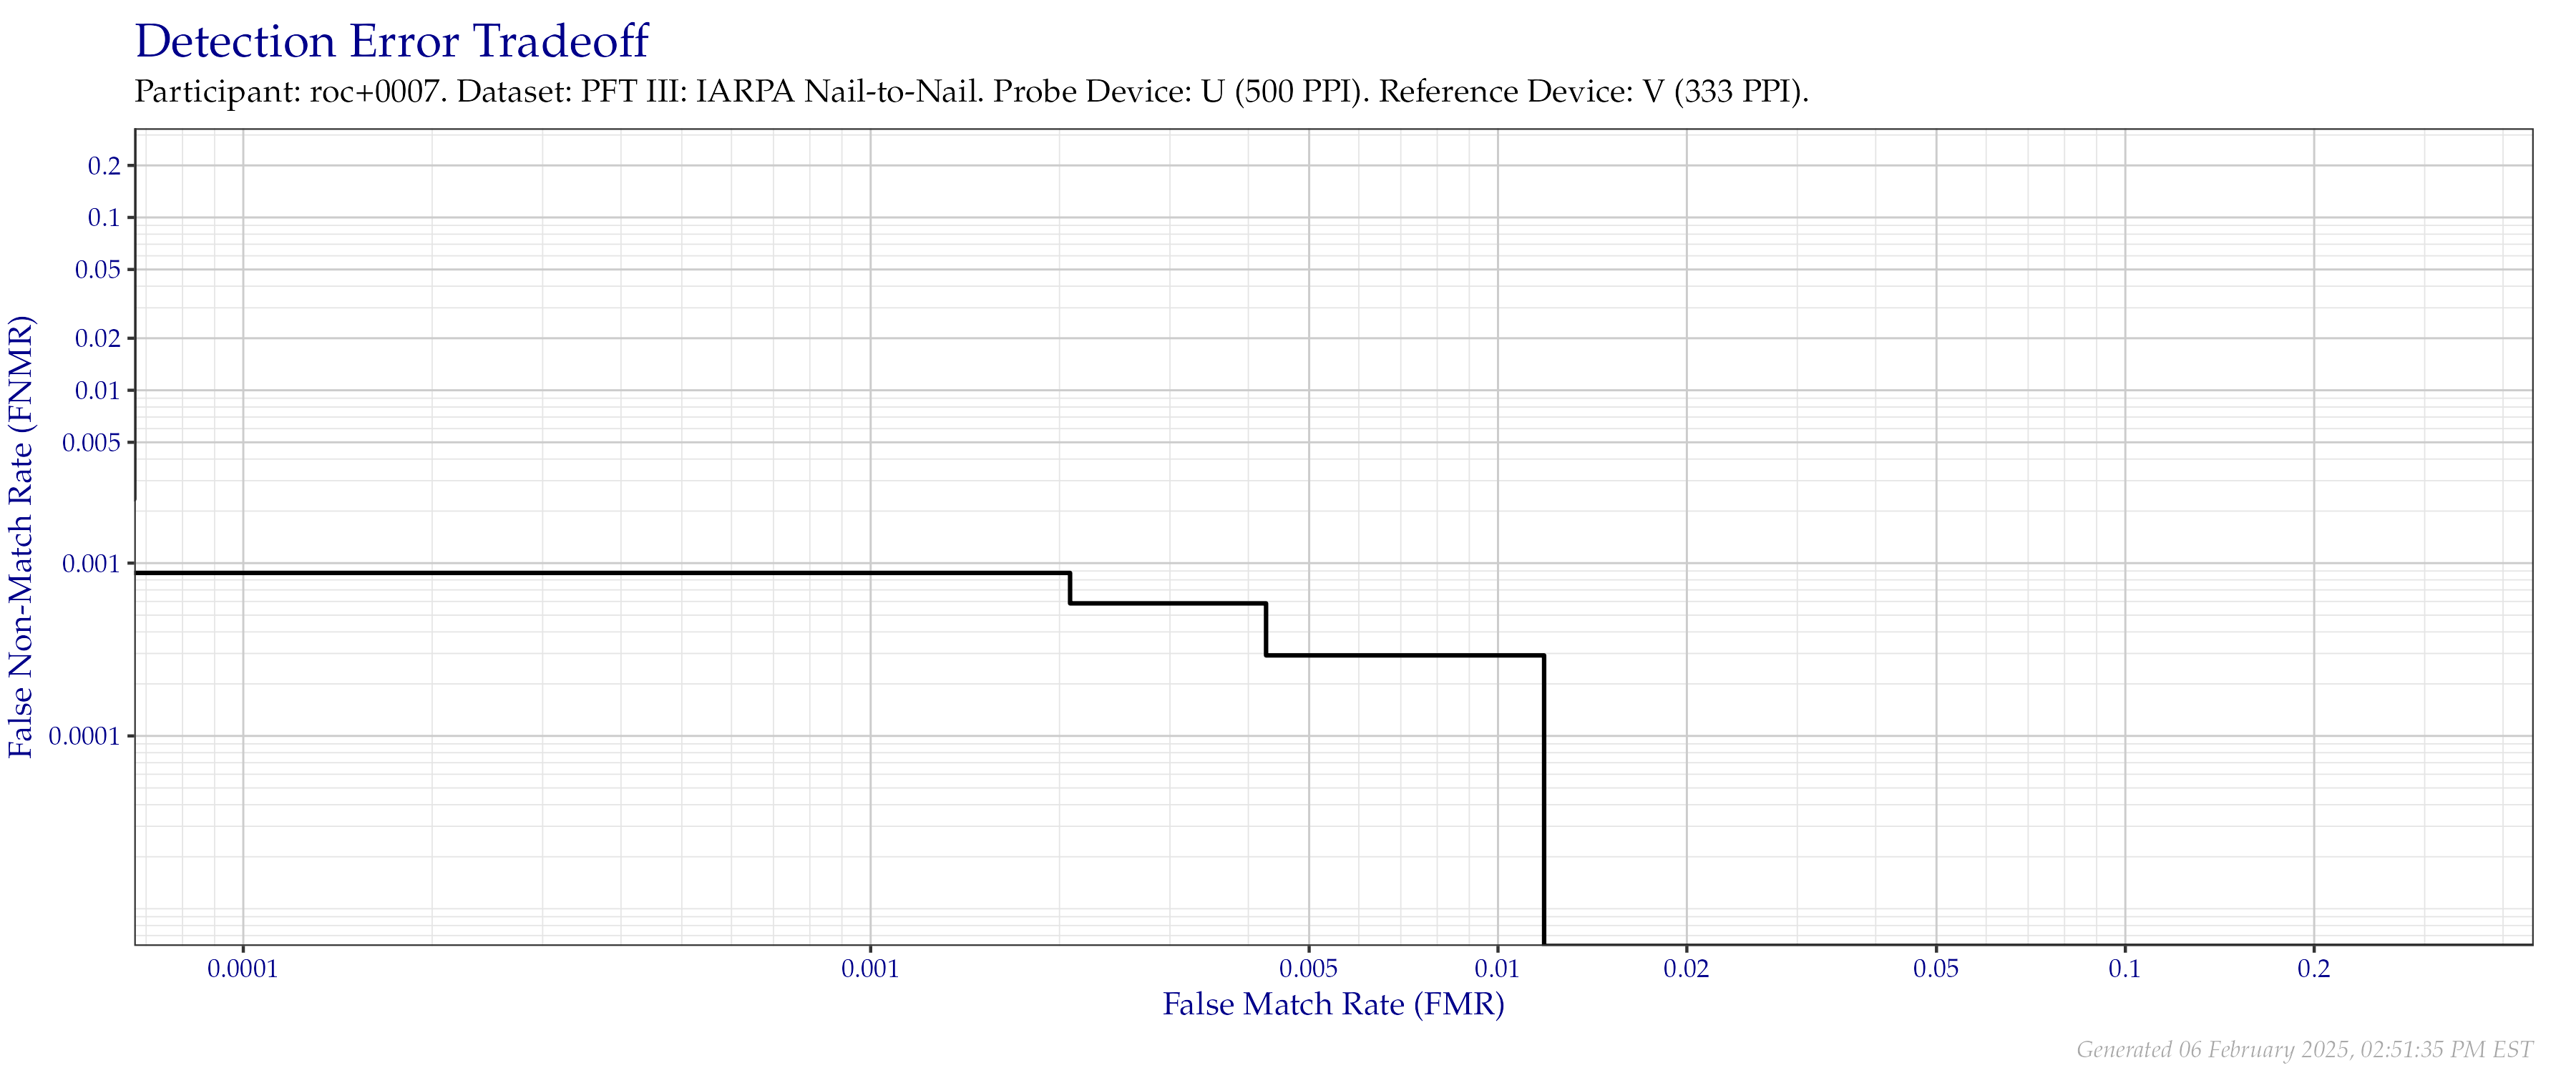 Detection Error Tradeoff
Participant: roc+0007. Dataset: PFT III: IARPA Nail-to-Nail. Probe Device: U (500 PPI). Reference Device: V (333 PPI).
False Non-Match Rate (FNMR)
0.2
0.1
0.05
0.02
0.01
0.005
0.001
0.0001
0.0001 0.001 0.005 0.01 0.02 0.05 0.1 0.2
False Match Rate (FMR)
Generated 06 February 2025, 02:51:35 PM EST